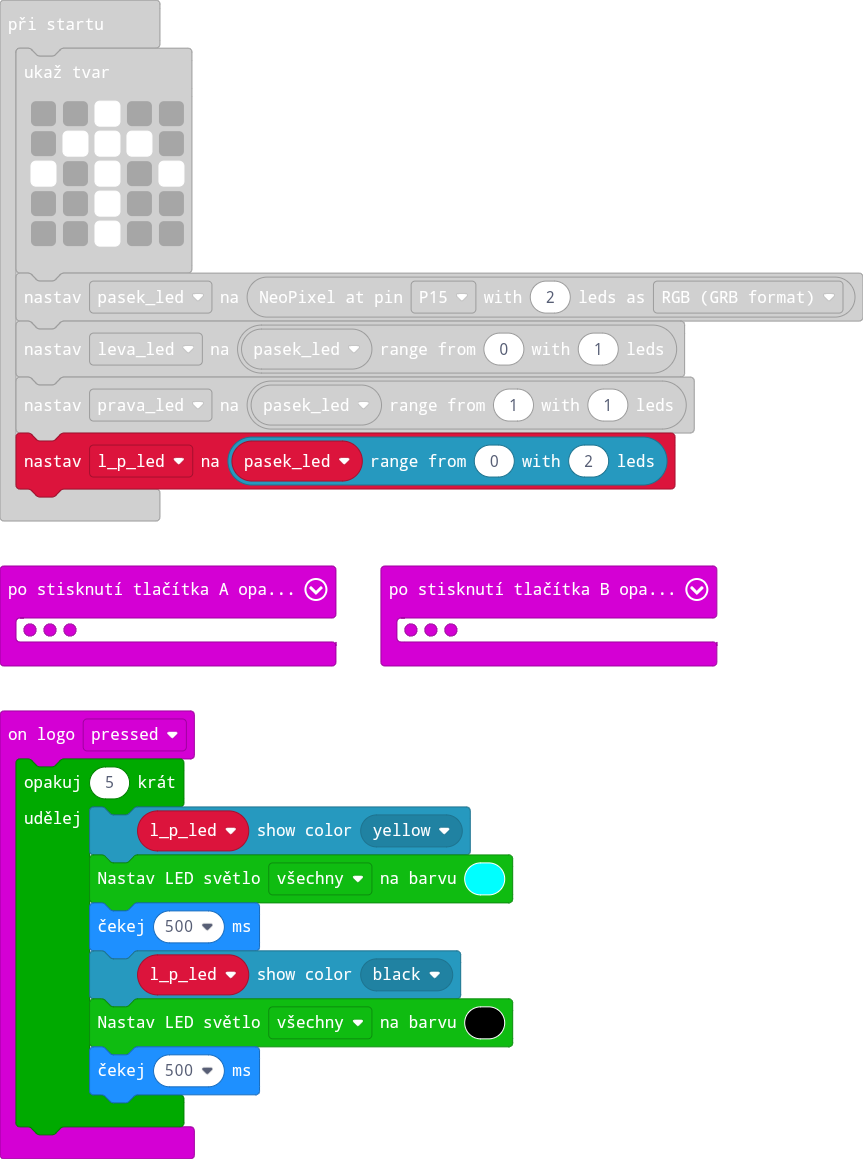 při startu
ukaž tvar
nastav pasek_led na NeoPixel at pin P15 with 2 leds as RGB (GRB format)
nastav leva_led na pasek_led range from 0 with 1 leds
nastav prava_led na pasek_led range from 1 with 1 leds
nastav l_p_led na pasek_led range from 0 with 2 leds
po stisknutí tlačítka A opa...
po stisknutí tlačítka B opa...
on logo pressed
opakuj 5 krát
udělej
l_p_led show color yellow
Nastav LED světlo všechny na barvu
čekej 500 ms
l_p_led show color black
Nastav LED světlo všechny na barvu
čekej 500 ms